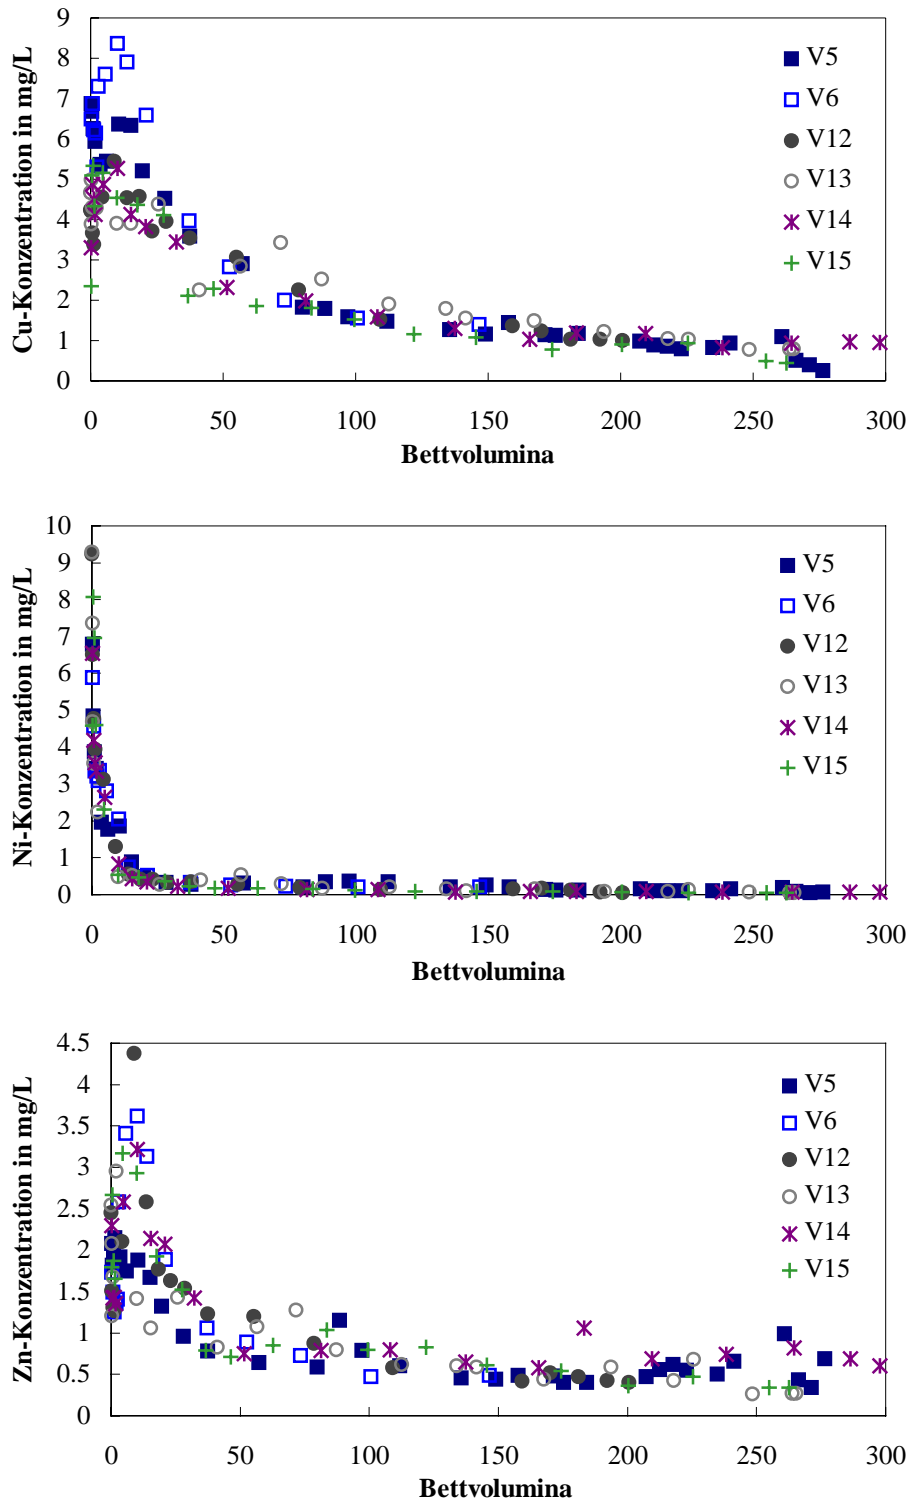 Cu-Konzentration in mg/L
9
8
7
6
5
4
3
2
1
0
V5
V6
V12
V13
V14
V15
0 50 100 150 200 250 300
Bettvolumina
Ni-Konzentration in mg/L
10
9
8
7
6
5
4
3
2
1
0
V5
V6
V12
V13
V14
V15
0 50 100 150 200 250 300
Bettvolumina
Zn-Konzentration in mg/L
4.5
4
3.5
3
2.5
2
1.5
1
0.5
0
V5
V6
V12
V13
V14
V15
0 50 100 150 200 250 300
Bettvolumina